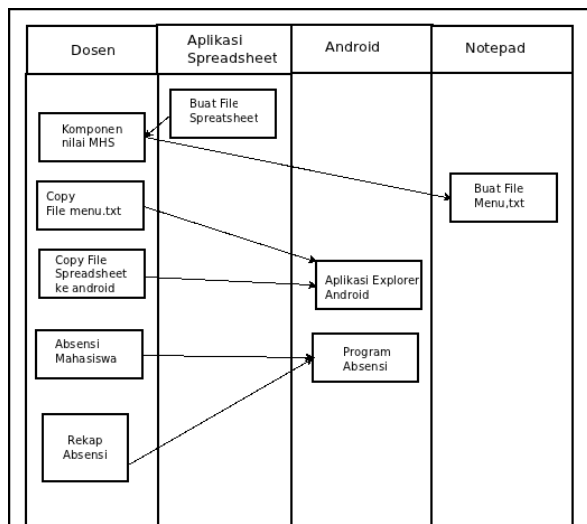 Dosen
Aplikasi
Spreadsheet
Android
Notepad
Buat File
Spreatsheet
Komponen
nilai MHS
Buat File
Menu,txt
Copy
File menu.txt
Copy File
Spreadsheet
ke android
Aplikasi Explorer
Android
Absensi
Mahasiswa
Program
Absensi
Rekap
Absensi